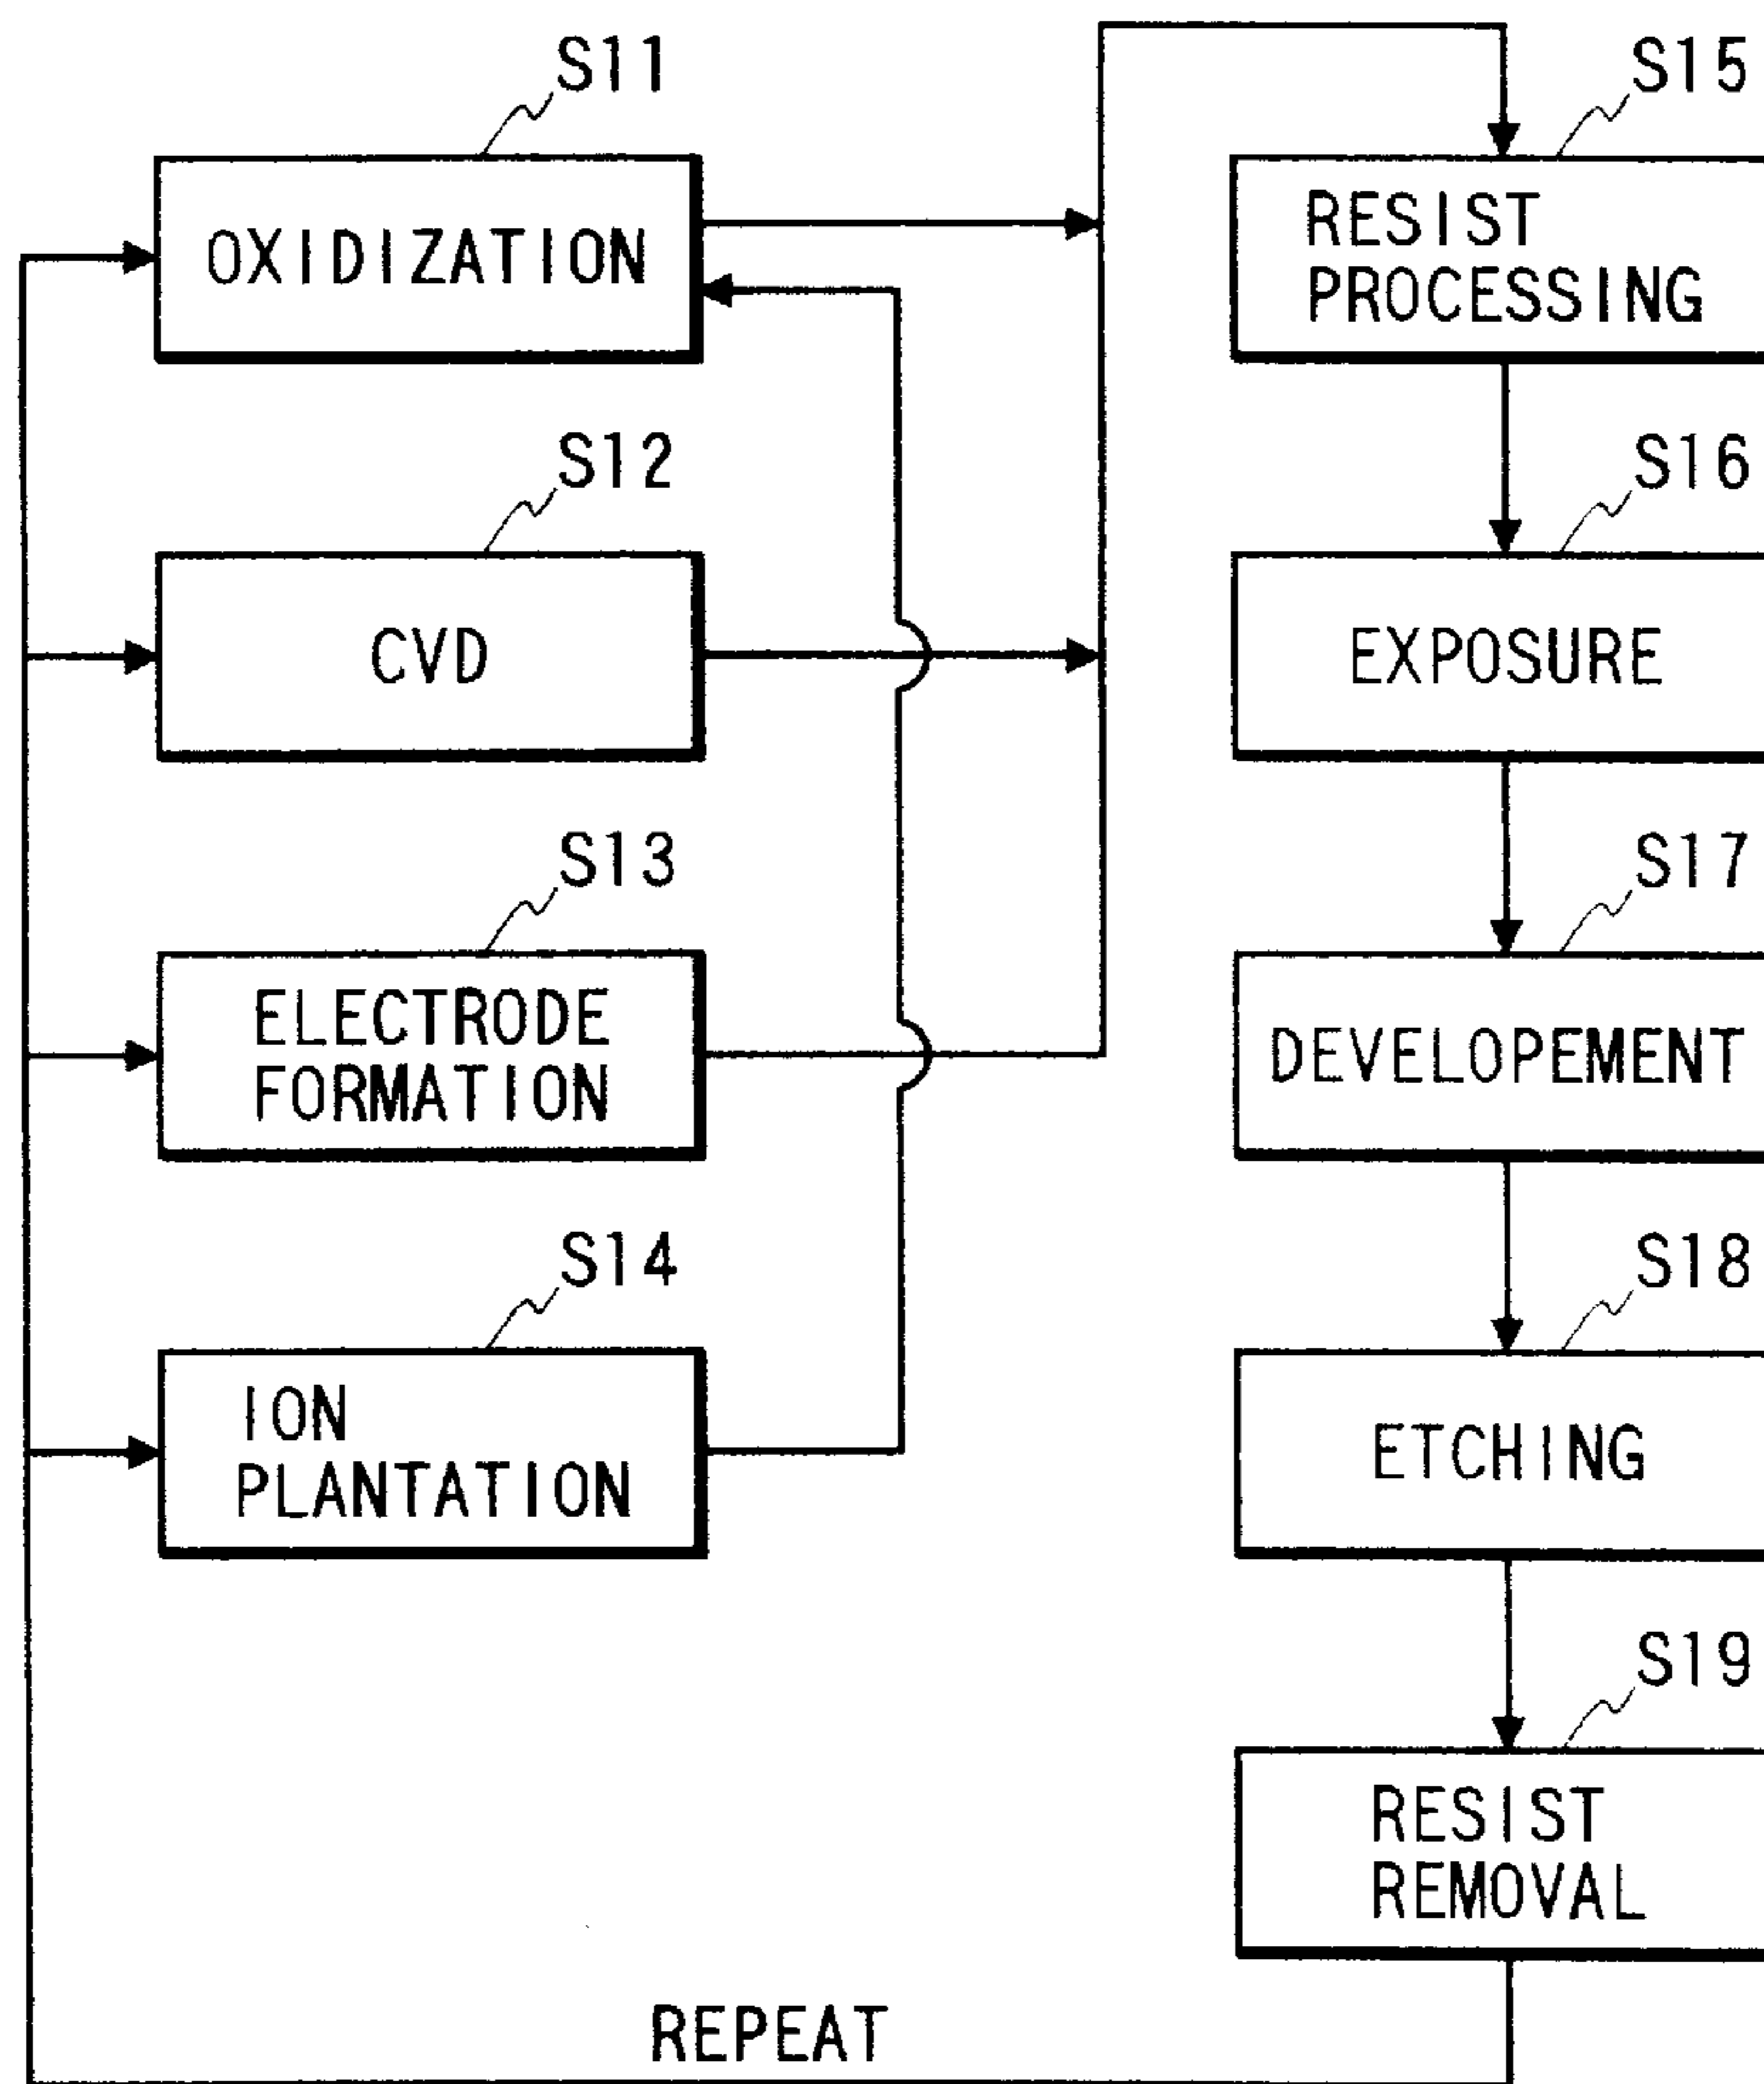 S11
OXIDIZATION
S12
CVD
S13
ELECTRODE
FORMATION
S14
ION
PLANTATION
S15
RESIST
PROCESSING
S16
EXPOSURE
S17
DEVELOPEMENT
S18
ETCHING
S19
RESIST
REMOVAL
REPEAT